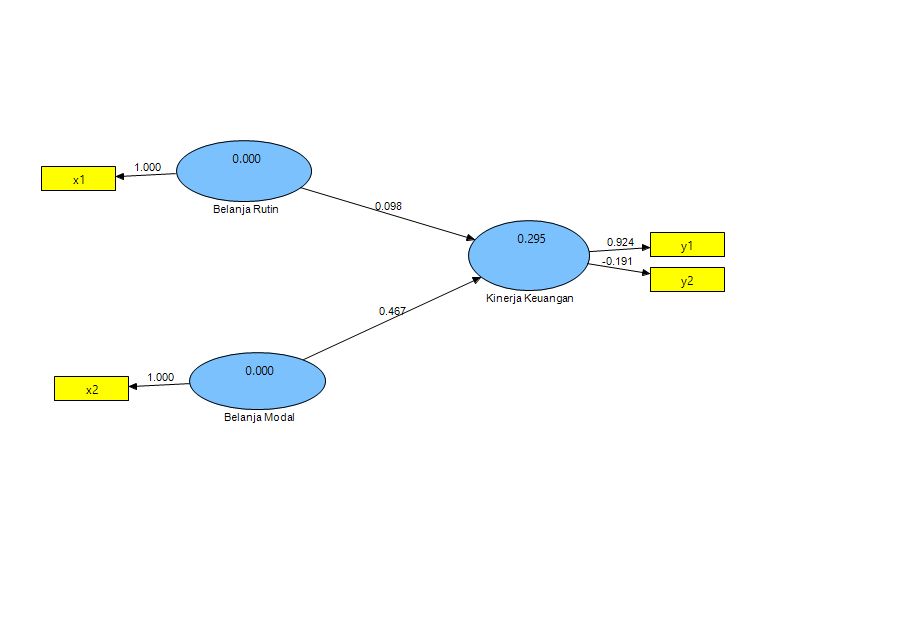 0.000
1.000
x1
Belanja Rutin
0.098
0.295
0.924
y1
-0.191
y2
Kinerja Keuangan
0.467
0.000
1.000
x2
Belanja Modal